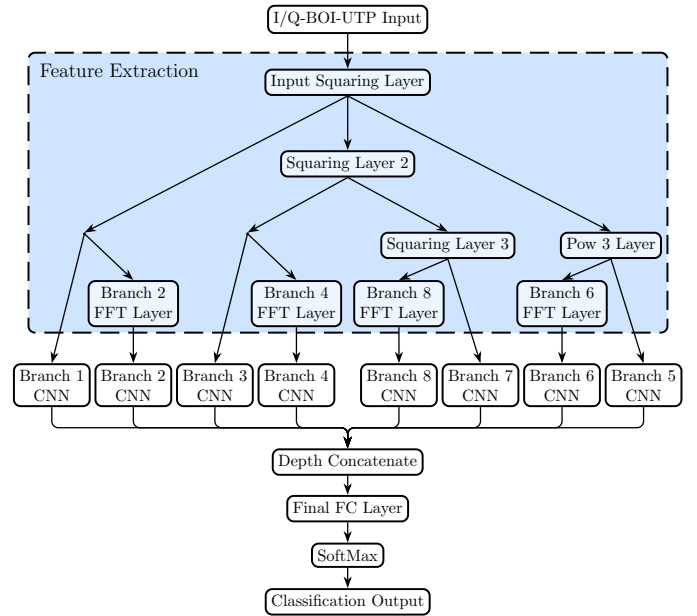 I/Q-BOI-UTP Input
Feature Extraction
Input Squaring Layer
Squaring Layer 2
Squaring Layer 3
Pow 3 Layer
Branch 2
FFT Layer
Branch 4
FFT Layer
Branch 8
FFT Layer
Branch 6
FFT Layer
Branch 1
CNN
Branch 2
CNN
Branch 3
CNN
Branch 4
CNN
Branch 8
CNN
Branch 7
CNN
Branch 6
CNN
Branch 5
CNN
Depth Concatenate
Final FC Layer
SoftMax
Classification Output